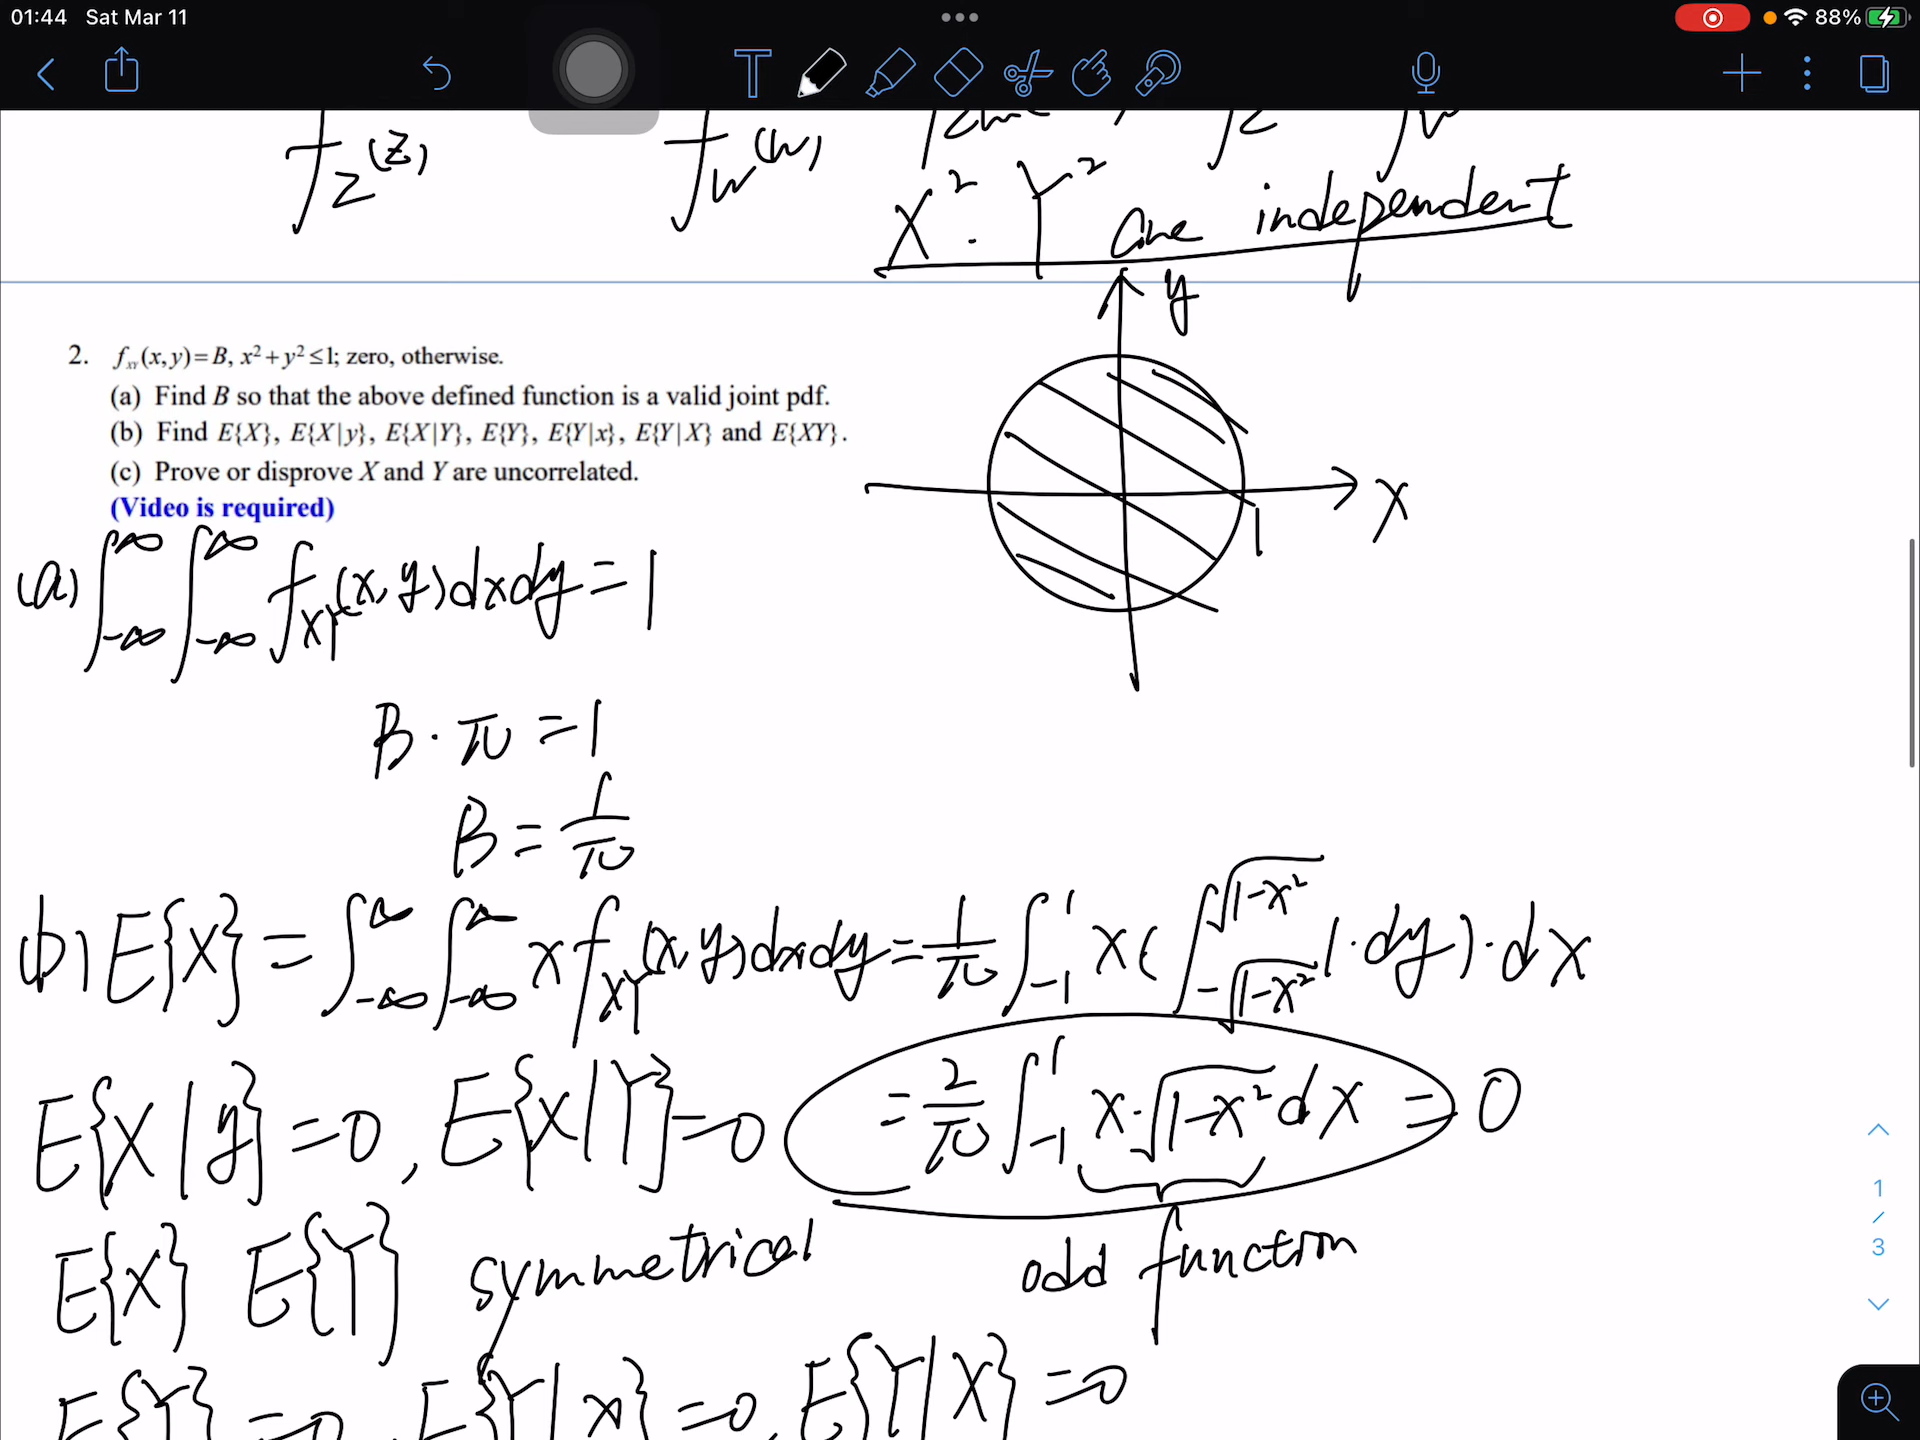 01:44 Sat Mar 11
88%
f_Z(z) f_W(w)
X². Y² are independent
y
2. f_XY(x,y)=B, x²+y²≤1; zero, otherwise.
(a) Find B so that the above defined function is a valid joint pdf.
(b) Find E{X}, E{X|y}, E{X|Y}, E{Y}, E{Y|x}, E{Y|X} and E{XY}.
(c) Prove or disprove X and Y are uncorrelated.
(Video is required)
x
1
(a) ∫_{-∞}^{∞} ∫_{-∞}^{∞} f_XY(x,y)dxdy=1
B·π=1
B=1/π
(b) E{X}=∫_{-∞}^{∞} ∫_{-∞}^{∞} x f_XY(x,y)dxdy=1/π ∫_{-1}^{1} x(∫_{-√(1-x²)}^{√(1-x²)} 1·dy)·dx
E{X|y}=0, E{X|Y}=0 =2/π ∫_{-1}^{1} x·√(1-x²) dx=0
E{X} E{Y} symmetrical odd function
E{Y}=0, E{Y|x}=0, E{Y|X}=0
1
/
3